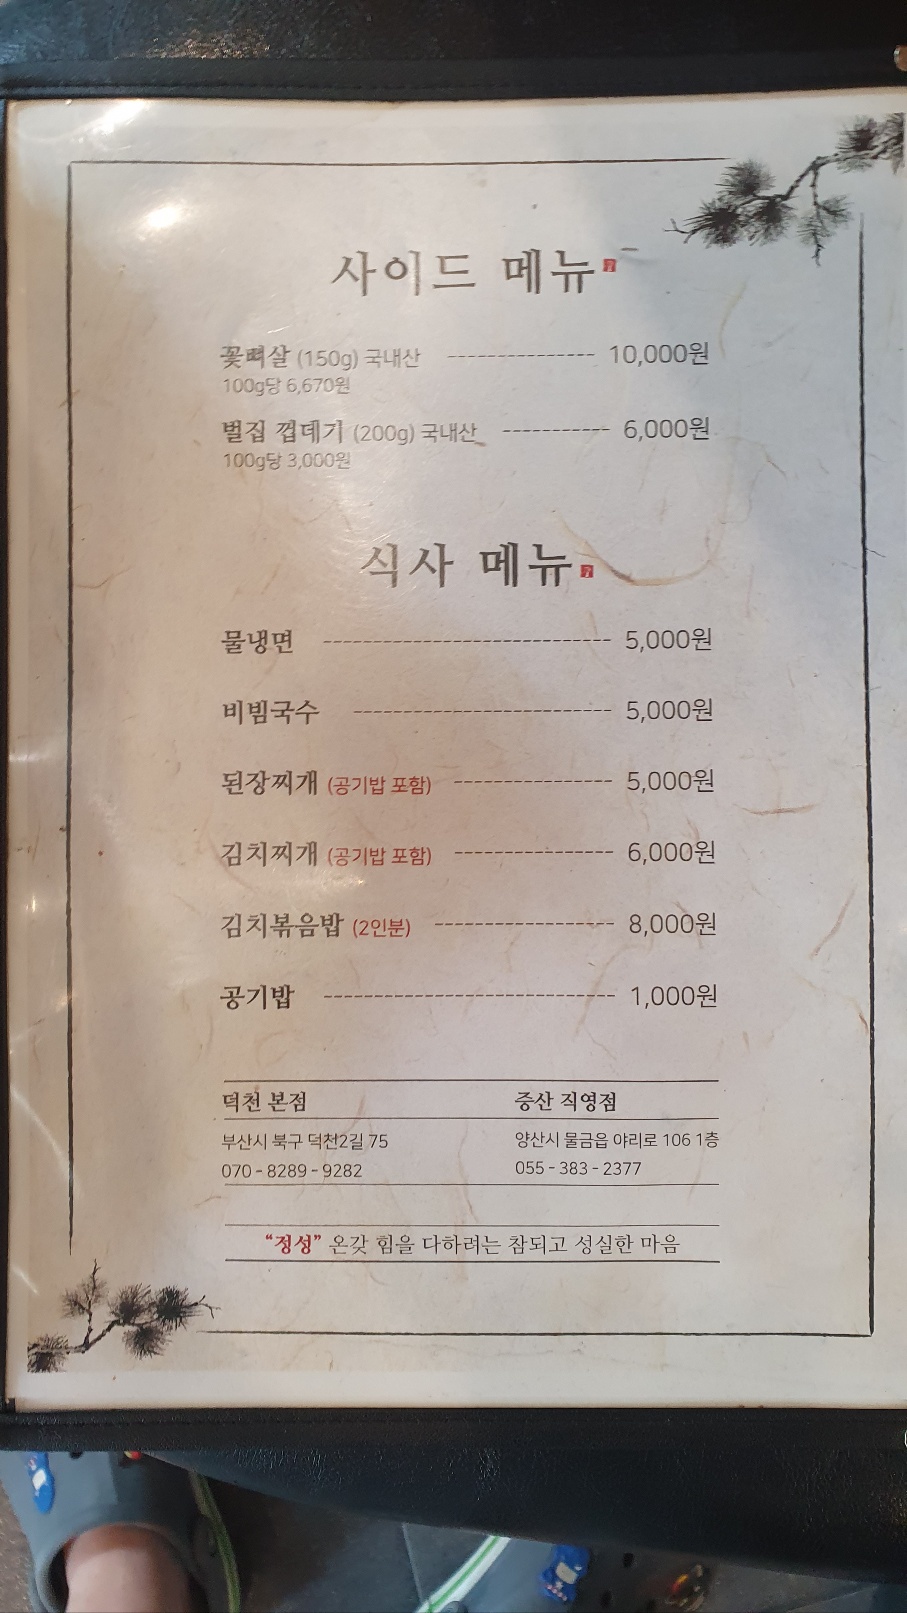 사이드 메뉴
꽃뼈살 (150g) 국내산 --------------- 10,000원
100g당 6,670원
벌집 껍데기 (200g) 국내산 ----------- 6,000원
100g당 3,000원
식사 메뉴
물냉면 ----------------------------- 5,000원
비빔국수 -------------------------- 5,000원
된장찌개 (공기밥 포함) ---------------- 5,000원
김치찌개 (공기밥 포함) ---------------- 6,000원
김치볶음밥 (2인분) ------------------ 8,000원
공기밥 ----------------------------- 1,000원
덕천 본점
부산시 북구 덕천2길 75
070 - 8289 - 9282
증산 직영점
양산시 물금읍 야리로 106 1층
055 - 383 - 2377
“정성” 온갖 힘을 다하려는 참되고 성실한 마음